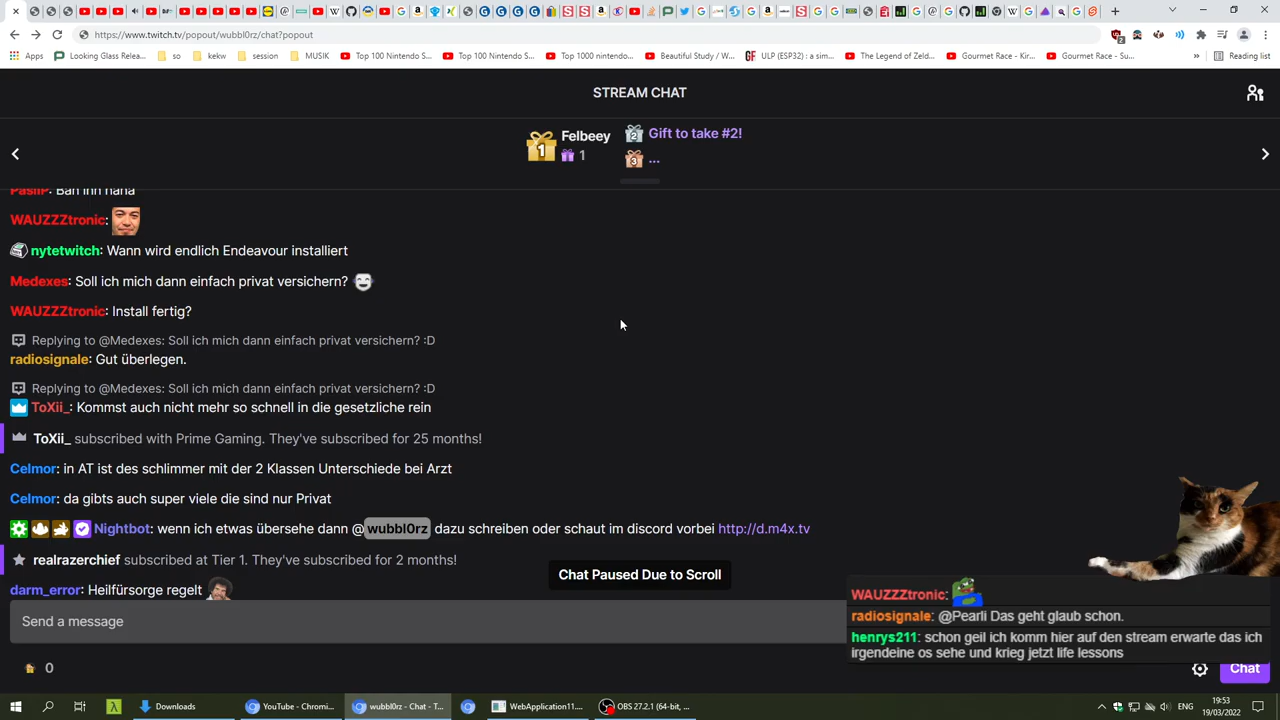 https://www.twitch.tv/popout/wubbl0rz/chat?popout
Apps
Looking Glass Relea...
so
kekw
session
MUSIK
Top 100 Nintendo S...
Top 100 Nintendo S...
Top 1000 nintendo...
Beautiful Study / W...
ULP (ESP32) : a sim...
The Legend of Zeld...
Gourmet Race - Kir...
Gourmet Race - Su...
»
Reading list
STREAM CHAT
1
Felbeey
1
2
Gift to take #2!
3
...
PasliP: Ban ihn haha
WAUZZZtronic:
nytetwitch: Wann wird endlich Endeavour installiert
Medexes: Soll ich mich dann einfach privat versichern?
WAUZZZtronic: Install fertig?
Replying to @Medexes: Soll ich mich dann einfach privat versichern? :D
radiosignale: Gut überlegen.
Replying to @Medexes: Soll ich mich dann einfach privat versichern? :D
ToXii_: Kommst auch nicht mehr so schnell in die gesetzliche rein
ToXii_ subscribed with Prime Gaming. They've subscribed for 25 months!
Celmor: in AT ist des schlimmer mit der 2 Klassen Unterschiede bei Arzt
Celmor: da gibts auch super viele die sind nur Privat
Nightbot: wenn ich etwas übersehe dann @wubbl0rz dazu schreiben oder schaut im discord vorbei http://d.m4x.tv
realrazerchief subscribed at Tier 1. They've subscribed for 2 months!
Chat Paused Due to Scroll
darm_error: Heilfürsorge regelt
WAUZZZtronic:
radiosignale: @Pearli Das geht glaub schon.
henrys211: schon geil ich komm hier auf den stream erwarte das ich
irgendeine os sehe und krieg jetzt life lessons
Send a message
0
Chat
Downloads
YouTube - Chromi...
wubbl0rz - Chat - T...
WebApplication11...
OBS 27.2.1 (64-bit, ...
ENG
19:53
19/03/2022